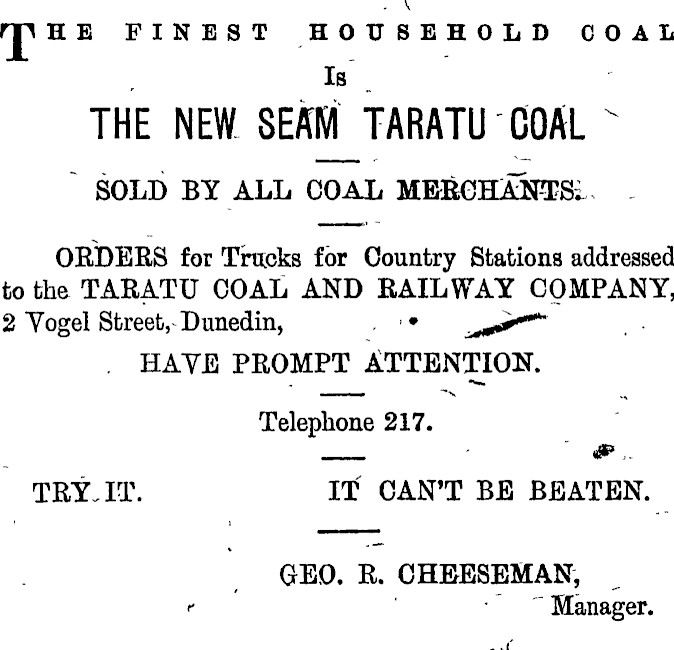 THE FINEST HOUSEHOLD COAL
Is
THE NEW SEAM TARATU COAL
SOLD BY ALL COAL MERCHANTS.
ORDERS for Trucks for Country Stations addressed
to the TARATU COAL AND RAILWAY COMPANY,
2 Vogel Street, Dunedin,
HAVE PROMPT ATTENTION.
Telephone 217.
TRY IT. IT CAN'T BE BEATEN.
GEO. R. CHEESEMAN,
Manager.